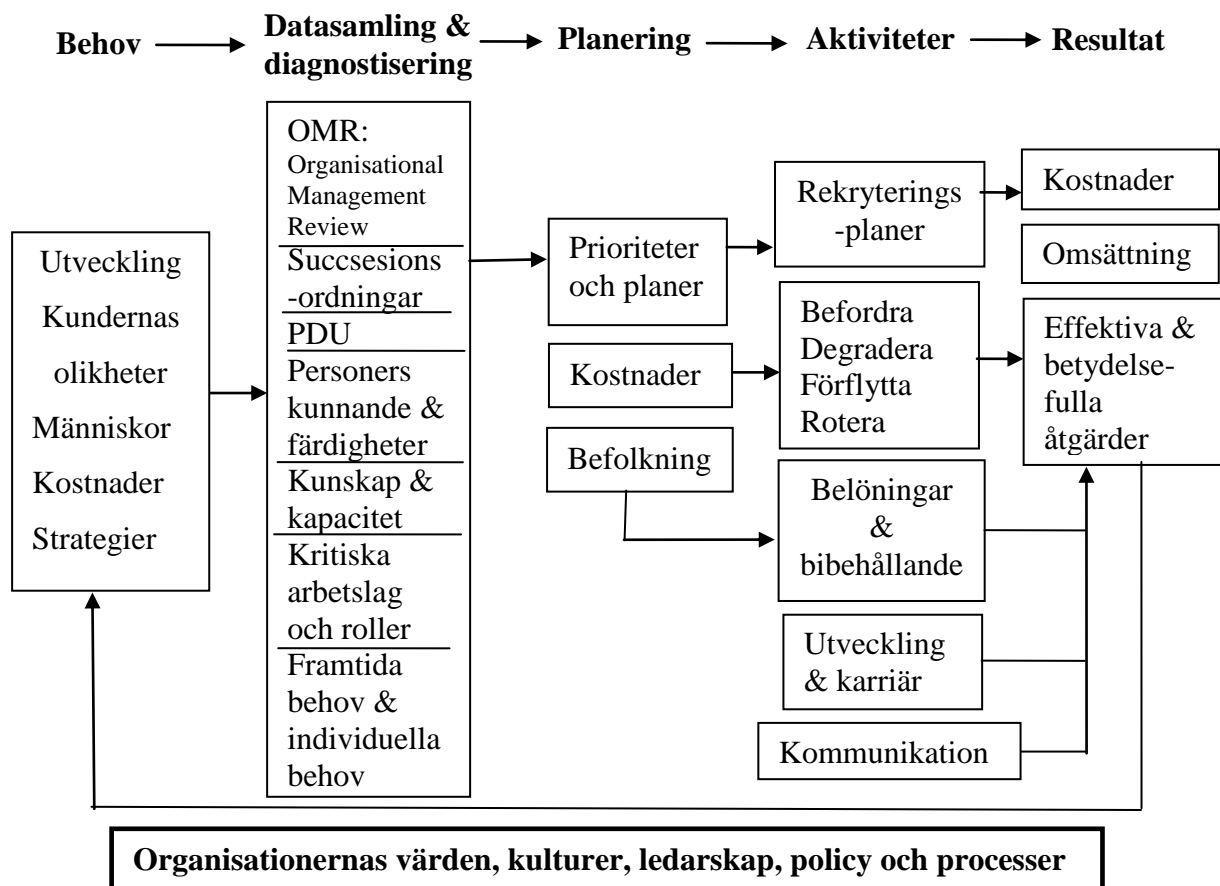 Behov
Datasamling &
diagnostisering
Planering
Aktiviteter
Resultat
Utveckling
Kundernas
olikheter
Människor
Kostnader
Strategier
OMR:
Organisational
Management
Review
Succsesions
-ordningar
PDU
Personers
kunnande &
färdigheter
Kunskap &
kapacitet
Kritiska
arbetslag
och roller
Framtida
behov &
individuella
behov
Prioriteter
och planer
Kostnader
Befolkning
Rekryterings
-planer
Befordra
Degradera
Förflytta
Rotera
Belöningar
&
bibehållande
Utveckling
& karriär
Kommunikation
Kostnader
Omsättning
Effektiva &
betydelse-
fulla
åtgärder
Organisationernas värden, kulturer, ledarskap, policy och processer